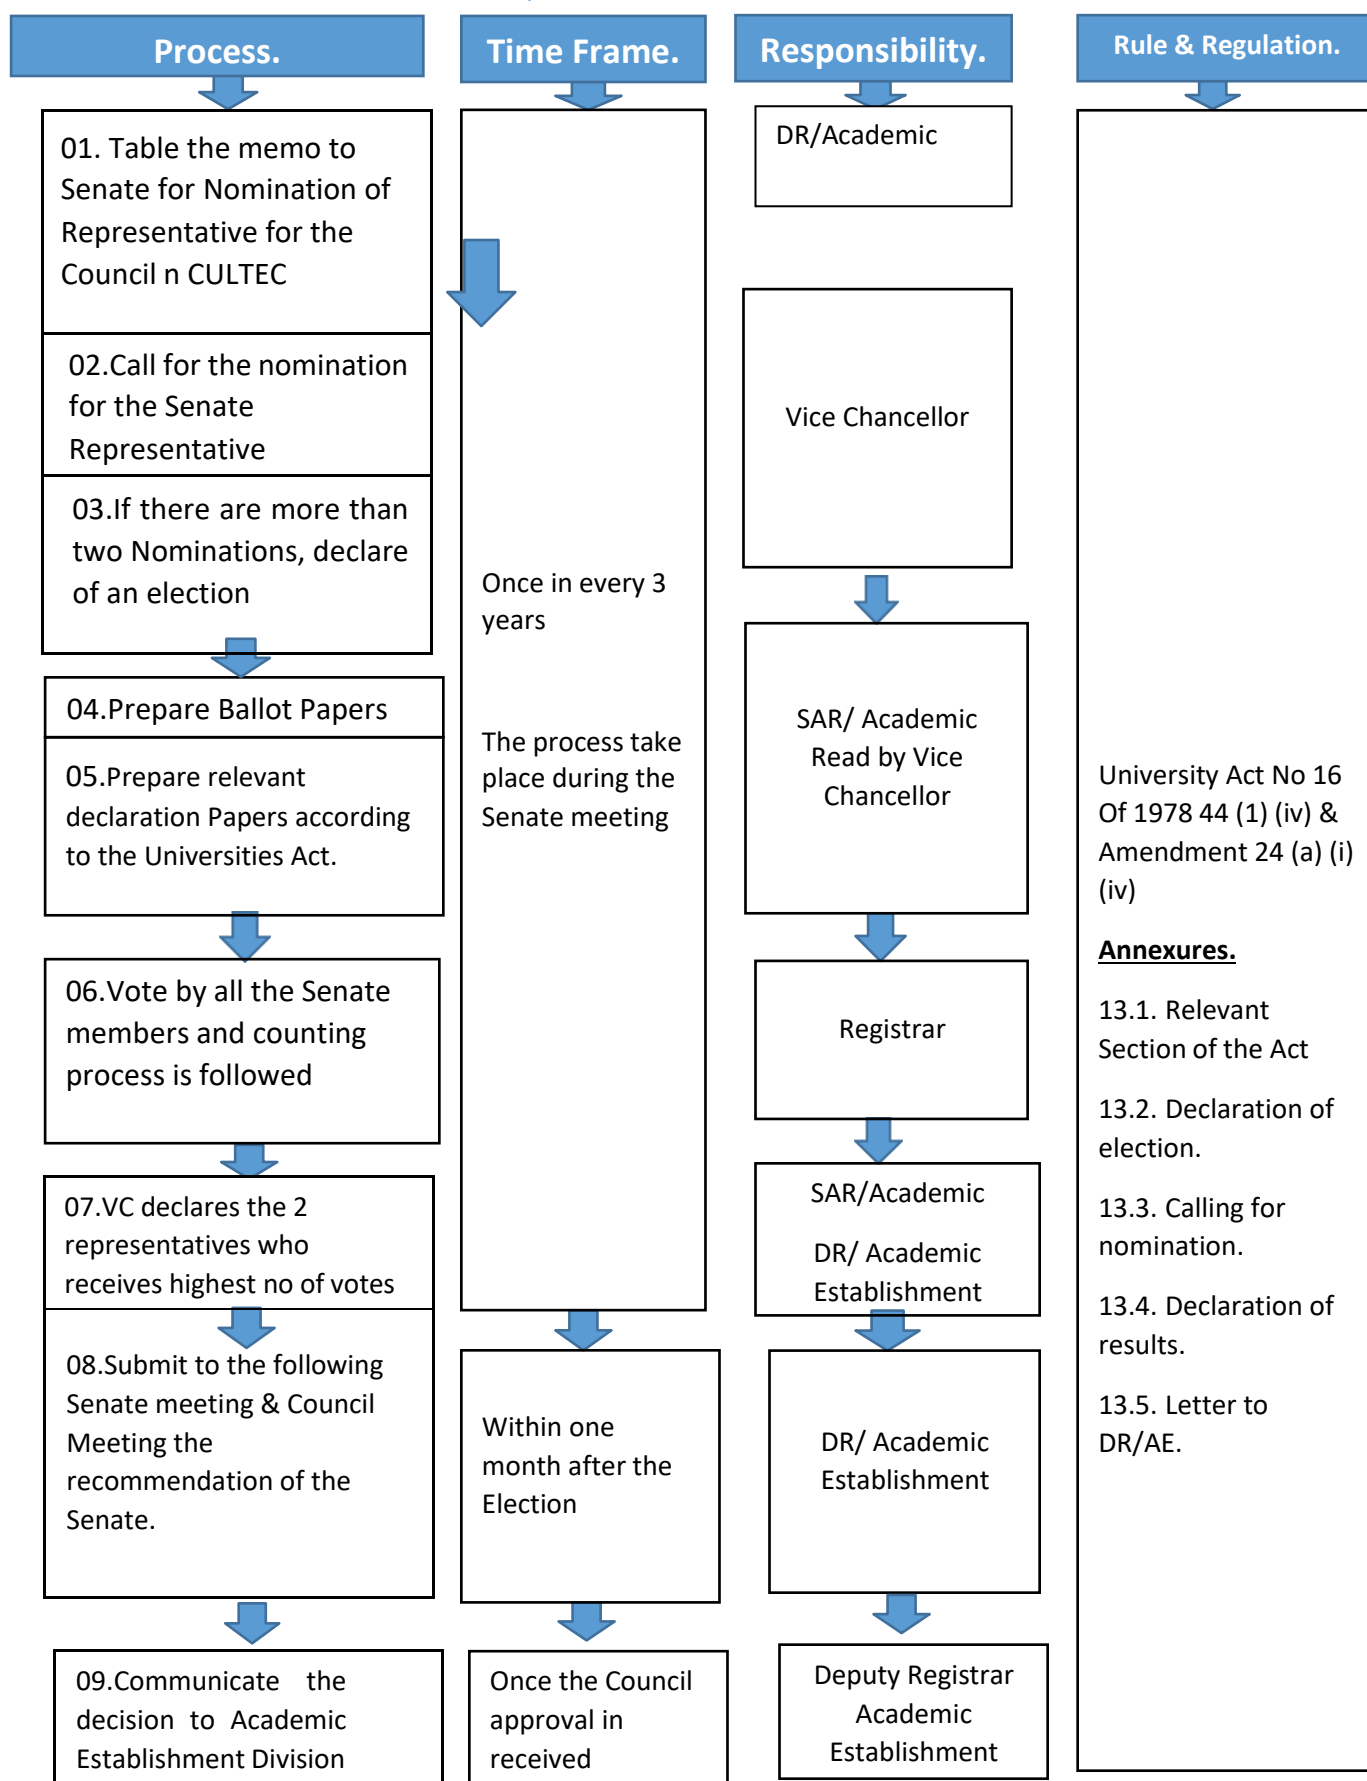 Process.
Time Frame.
Responsibility.
Rule & Regulation.
01. Table the memo to
Senate for Nomination of
Representative for the
Council n CULTEC
02.Call for the nomination
for the Senate
Representative
03.If there are more than
two Nominations, declare
of an election
04.Prepare Ballot Papers
05.Prepare relevant
declaration Papers according
to the Universities Act.
06.Vote by all the Senate
members and counting
process is followed
07.VC declares the 2
representatives who
receives highest no of votes
08.Submit to the following
Senate meeting & Council
Meeting the
recommendation of the
Senate.
09.Communicate the
decision to Academic
Establishment Division
Once in every 3
years
The process take
place during the
Senate meeting
Within one
month after the
Election
Once the Council
approval in
received
DR/Academic
Vice Chancellor
SAR/ Academic
Read by Vice
Chancellor
Registrar
SAR/Academic
DR/ Academic
Establishment
DR/ Academic
Establishment
Deputy Registrar
Academic
Establishment
University Act No 16
Of 1978 44 (1) (iv) &
Amendment 24 (a) (i)
(iv)
Annexures.
13.1. Relevant
Section of the Act
13.2. Declaration of
election.
13.3. Calling for
nomination.
13.4. Declaration of
results.
13.5. Letter to
DR/AE.